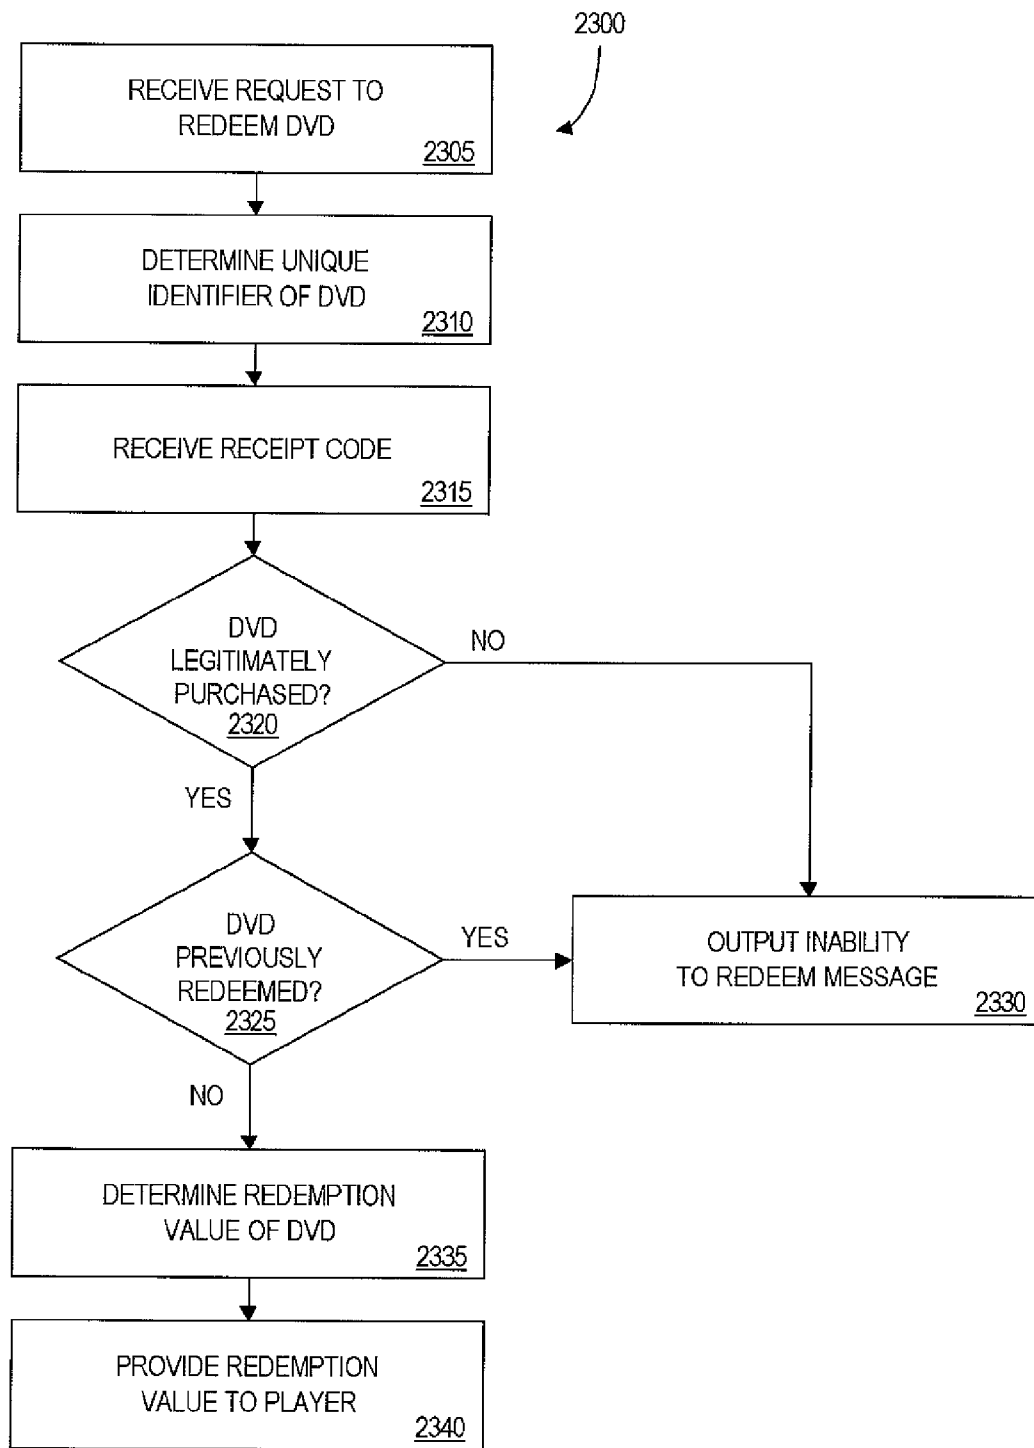 2300
RECEIVE REQUEST TO
REDEEM DVD
2305
DETERMINE UNIQUE
IDENTIFIER OF DVD
2310
RECEIVE RECEIPT CODE
2315
DVD
LEGITIMATELY
PURCHASED?
2320
NO
YES
DVD
PREVIOUSLY
REDEEMED?
2325
YES
OUTPUT INABILITY
TO REDEEM MESSAGE
2330
NO
DETERMINE REDEMPTION
VALUE OF DVD
2335
PROVIDE REDEMPTION
VALUE TO PLAYER
2340